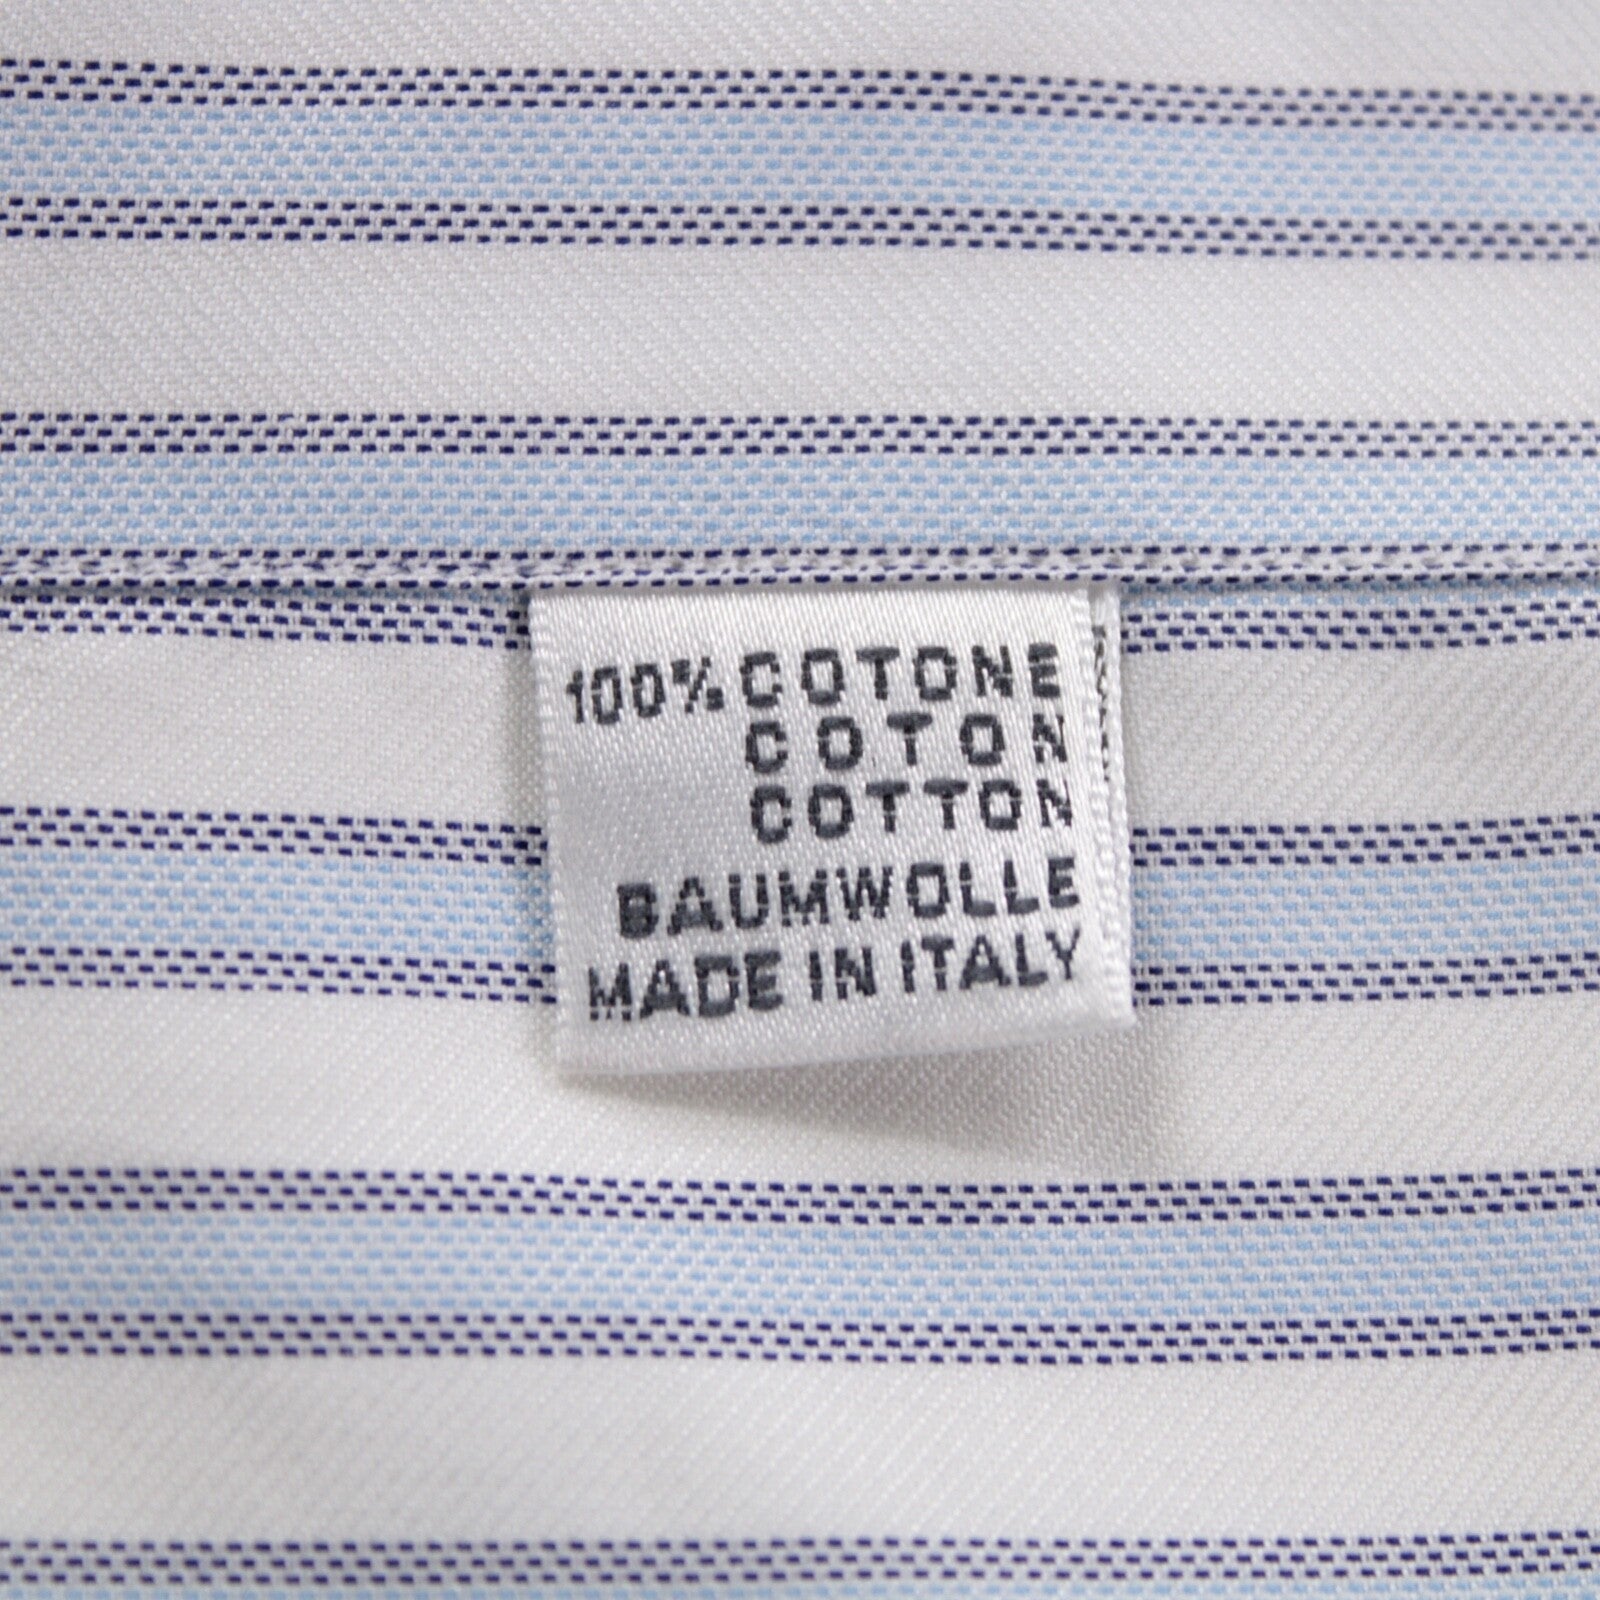 100% COTONE
COTON
COTTON
BAUMWOLLE
MADE IN ITALY